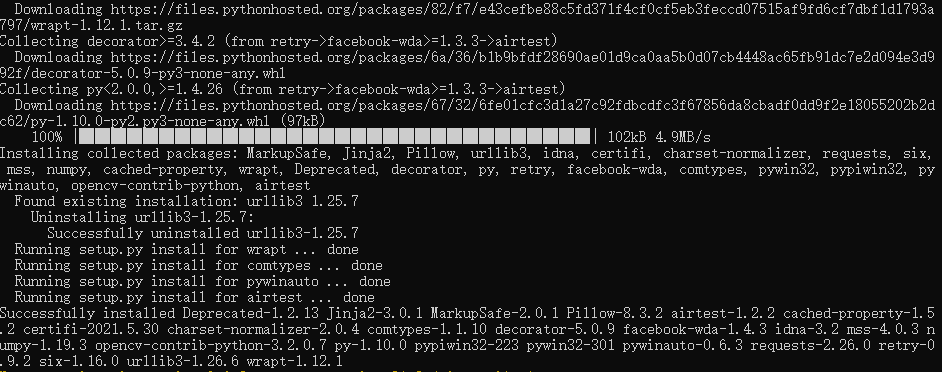 Downloading https://files.pythonhosted.org/packages/82/f7/e43cefbe88c5fd371f4cf0cf5eb3feccd07515af9fd6cf7dbf1d1793a
797/wrapt-1.12.1.tar.gz
Collecting decorator>=3.4.2 (from retry->facebook-wda>=1.3.3->airtest)
Downloading https://files.pythonhosted.org/packages/6a/36/b1b9bfdf28690ae01d9ca0aa5b0d07cb4448ac65fb91dc7e2d094e3d9
92f/decorator-5.0.9-py3-none-any.whl
Collecting py<2.0.0,>=1.4.26 (from retry->facebook-wda>=1.3.3->airtest)
Downloading https://files.pythonhosted.org/packages/67/32/6fe01cfc3d1a27c92fdbcdfc3f67856da8cbadf0dd9f2e18055202b2d
c62/py-1.10.0-py2.py3-none-any.whl (97kB)
100% |████████████████████████████████| 102kB 4.9MB/s
Installing collected packages: MarkupSafe, Jinja2, Pillow, urllib3, idna, certifi, charset-normalizer, requests, six,
mss, numpy, cached-property, wrapt, Deprecated, decorator, py, retry, facebook-wda, comtypes, pywin32, pypiwin32, py
winauto, opencv-contrib-python, airtest
Found existing installation: urllib3 1.25.7
Uninstalling urllib3-1.25.7:
Successfully uninstalled urllib3-1.25.7
Running setup.py install for wrapt ... done
Running setup.py install for comtypes ... done
Running setup.py install for pywinauto ... done
Running setup.py install for airtest ... done
Successfully installed Deprecated-1.2.13 Jinja2-3.0.1 MarkupSafe-2.0.1 Pillow-8.3.2 airtest-1.2.2 cached-property-1.5
.2 certifi-2021.5.30 charset-normalizer-2.0.4 comtypes-1.1.10 decorator-5.0.9 facebook-wda-1.4.3 idna-3.2 mss-4.0.3 n
umpy-1.19.3 opencv-contrib-python-3.2.0.7 py-1.10.0 pypiwin32-223 pywin32-301 pywinauto-0.6.3 requests-2.26.0 retry-0
.9.2 six-1.16.0 urllib3-1.26.6 wrapt-1.12.1